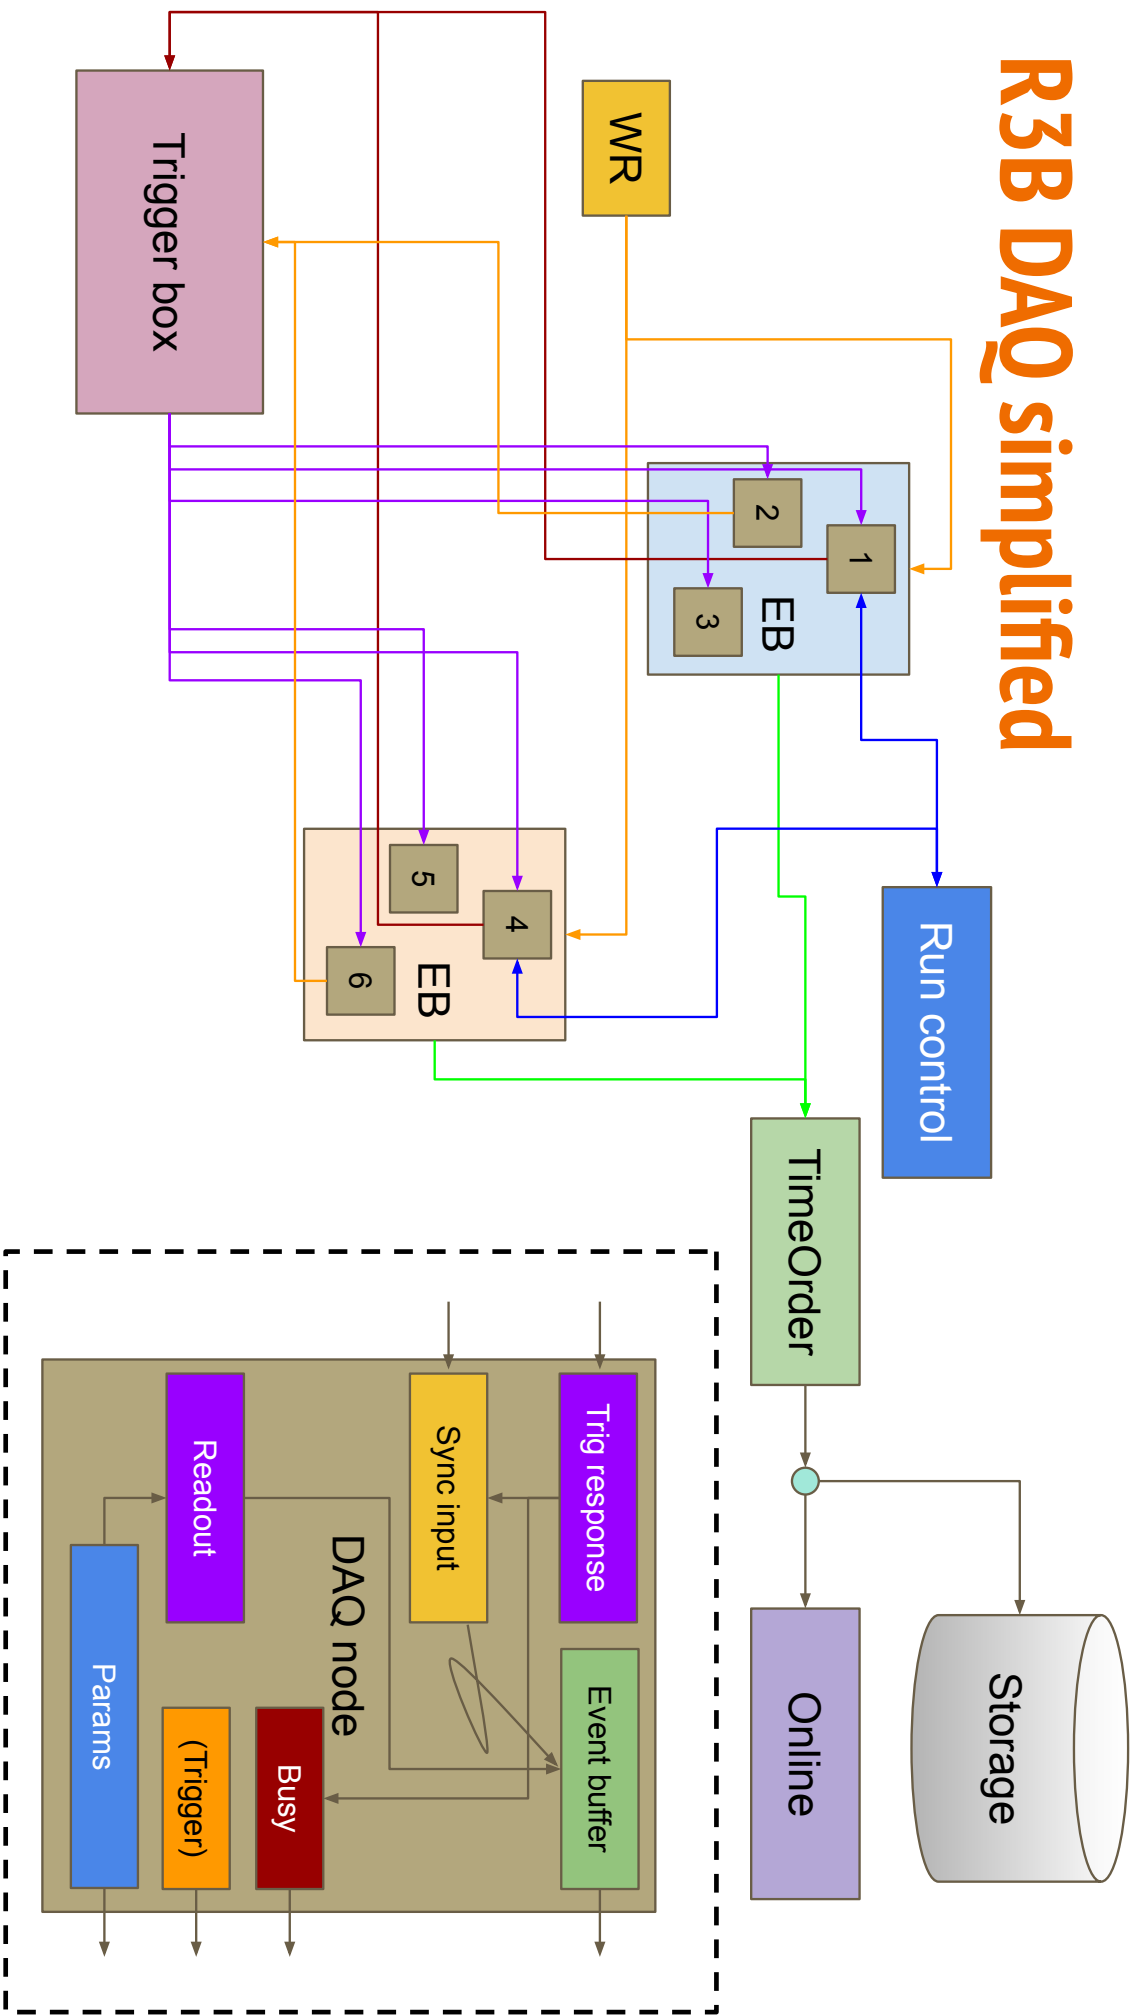 R3B DAQ simplified
WR
Trigger box
1
2
3
EB
4
5
6
EB
Run control
TimeOrder
Storage
Online
Trig response
Event buffer
Sync input
DAQ node
Busy
Readout
(Trigger)
Params